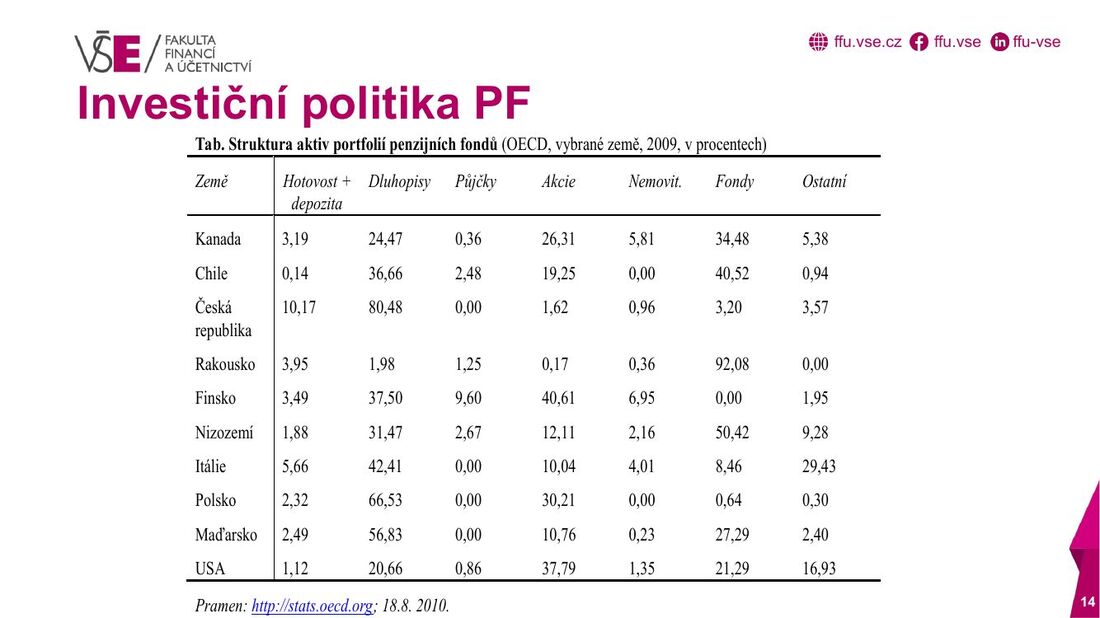 VŠE / FAKULTA
FINANCÍ
A ÚČETNICTVÍ
ffu.vse.cz ffu.vse ffu-vse
Investiční politika PF
Tab. Struktura aktiv portfolií penzijních fondů (OECD, vybrané země, 2009, v procentech)
Země Hotovost + Dluhopisy Půjčky Akcie Nemovit. Fondy Ostatní
depozita
Kanada 3,19 24,47 0,36 26,31 5,81 34,48 5,38
Chile 0,14 36,66 2,48 19,25 0,00 40,52 0,94
Česká 10,17 80,48 0,00 1,62 0,96 3,20 3,57
republika
Rakousko 3,95 1,98 1,25 0,17 0,36 92,08 0,00
Finsko 3,49 37,50 9,60 40,61 6,95 0,00 1,95
Nizozemí 1,88 31,47 2,67 12,11 2,16 50,42 9,28
Itálie 5,66 42,41 0,00 10,04 4,01 8,46 29,43
Polsko 2,32 66,53 0,00 30,21 0,00 0,64 0,30
Maďarsko 2,49 56,83 0,00 10,76 0,23 27,29 2,40
USA 1,12 20,66 0,86 37,79 1,35 21,29 16,93
Pramen: http://stats.oecd.org; 18.8. 2010.
14